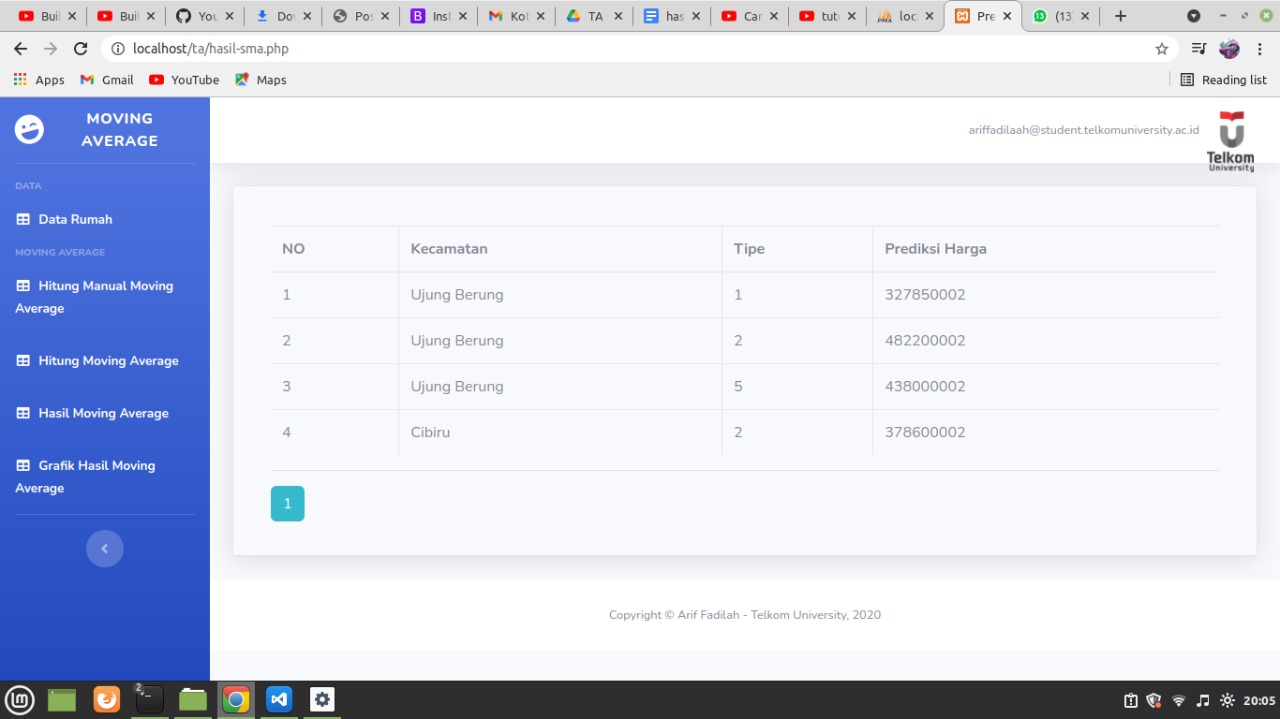 Buil
Buil
You
Dov
Pos
Inst
Kot
TA
has
Car
tuto
loca
Pre
(13)
localhost/ta/hasil-sma.php
Apps
Gmail
YouTube
Maps
Reading list
MOVING
AVERAGE
DATA
Data Rumah
MOVING AVERAGE
Hitung Manual Moving
Average
Hitung Moving Average
Hasil Moving Average
Grafik Hasil Moving
Average
ariffadilaah@student.telkomuniversity.ac.id
Telkom
University
NO Kecamatan Tipe Prediksi Harga
1 Ujung Berung 1 327850002
2 Ujung Berung 2 482200002
3 Ujung Berung 5 438000002
4 Cibiru 2 378600002
1
Copyright © Arif Fadilah - Telkom University, 2020
2
20:05